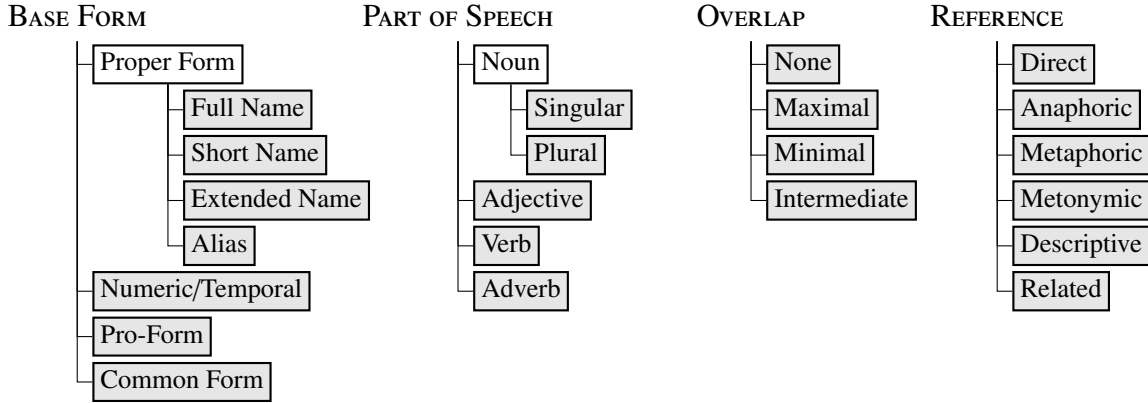 BASE FORM
Proper Form
Full Name
Short Name
Extended Name
Alias
Numeric/Temporal
Pro-Form
Common Form
PART OF SPEECH
Noun
Singular
Plural
Adjective
Verb
Adverb
OVERLAP
None
Maximal
Minimal
Intermediate
REFERENCE
Direct
Anaphoric
Metaphoric
Metonymic
Descriptive
Related